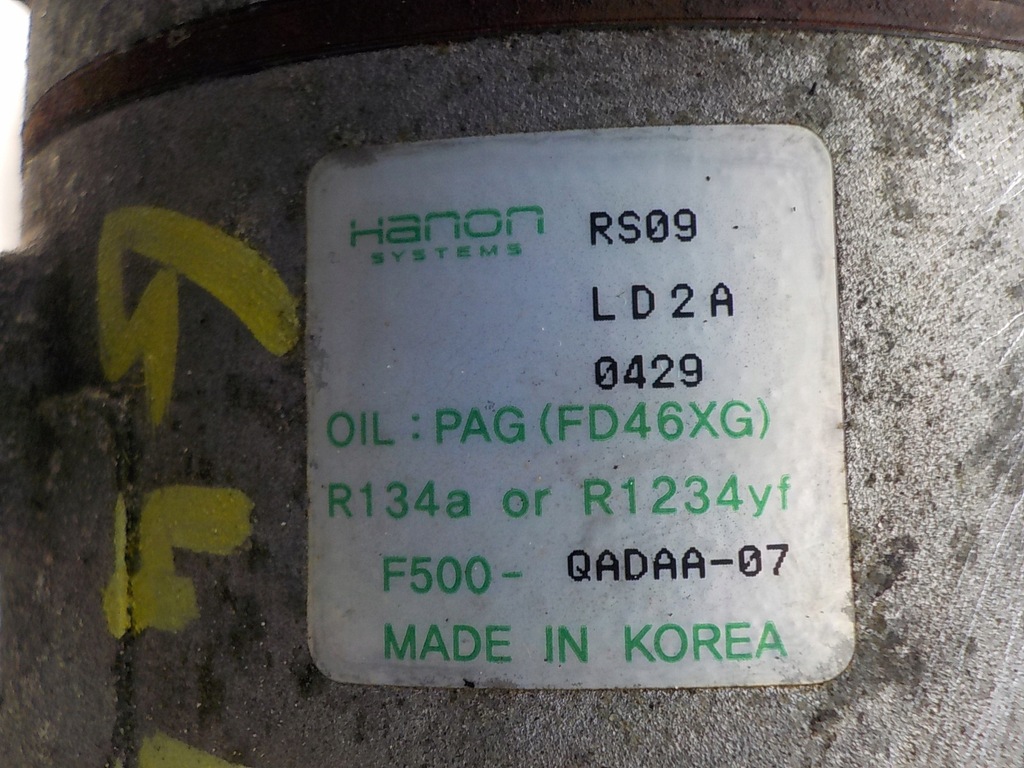 Hanon RS09
SYSTEMS
LD2A
0429
OIL : PAG (FD46XG)
R134a or R1234yf
F500- QADAA-07
MADE IN KOREA